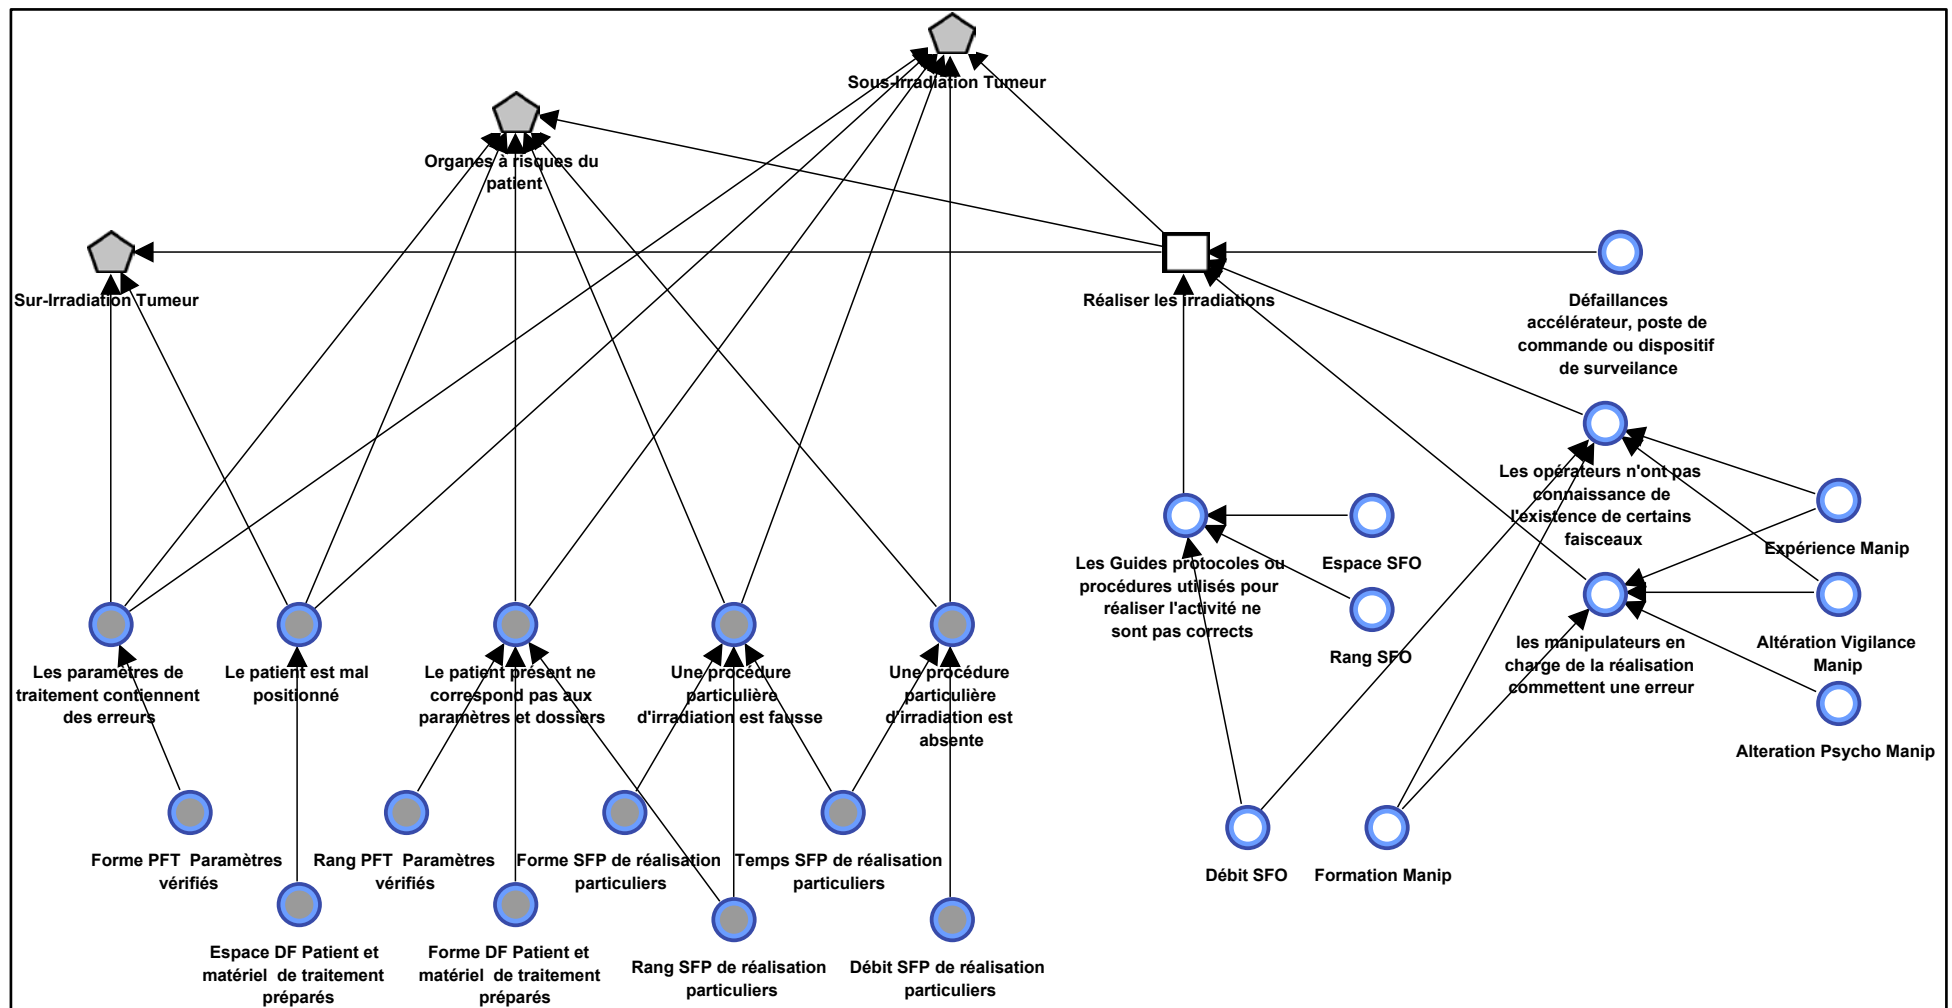 Sous-Irradiation Tumeur
Organes à risques du
patient
Sur-Irradiation Tumeur
Réaliser les irradiations
Défaillances
accélérateur, poste de
commande ou dispositif
de surveilance
Les opérateurs n'ont pas
connaissance de
l'existence de certains
faisceaux
Expérience Manip
Les Guides protocoles ou
procédures utilisés pour
réaliser l'activité ne
sont pas corrects
Espace SFO
Rang SFO
les manipulateurs en
charge de la réalisation
commettent une erreur
Altération Vigilance
Manip
Alteration Psycho Manip
Les paramètres de
traitement contiennent
des erreurs
Le patient est mal
positionné
Le patient présent ne
correspond pas aux
paramètres et dossiers
Une procédure
particulière
d'irradiation est fausse
Une procédure
particulière
d'irradiation est
absente
Forme PFT Paramètres
vérifiés
Rang PFT Paramètres
vérifiés
Forme SFP de réalisation
particuliers
Temps SFP de réalisation
particuliers
Débit SFO
Formation Manip
Espace DF Patient et
matériel de traitement
préparés
Forme DF Patient et
matériel de traitement
préparés
Rang SFP de réalisation
particuliers
Débit SFP de réalisation
particuliers